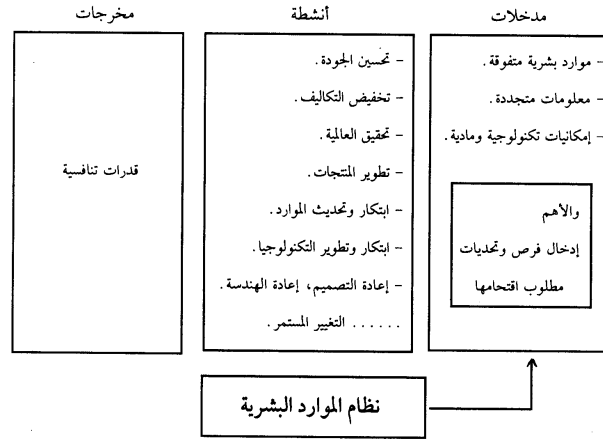 مدخلات
– موارد بشرية متفوقة.
– معلومات متجددة.
– إمكانيات تكنولوجية ومادية.
والأهم
إدخال فرص وتحديات
مطلوب اقتحامها
أنشطة
– تحسين الجودة.
– تخفيض التكاليف.
– تحقيق العالمية.
– تطوير المنتجات.
– ابتكار وتحديث الموارد.
– ابتكار وتطوير التكنولوجيا.
– إعادة التصميم، إعادة الهندسة.
...... التغيير المستمر.
مخرجات
قدرات تنافسية
نظام الموارد البشرية